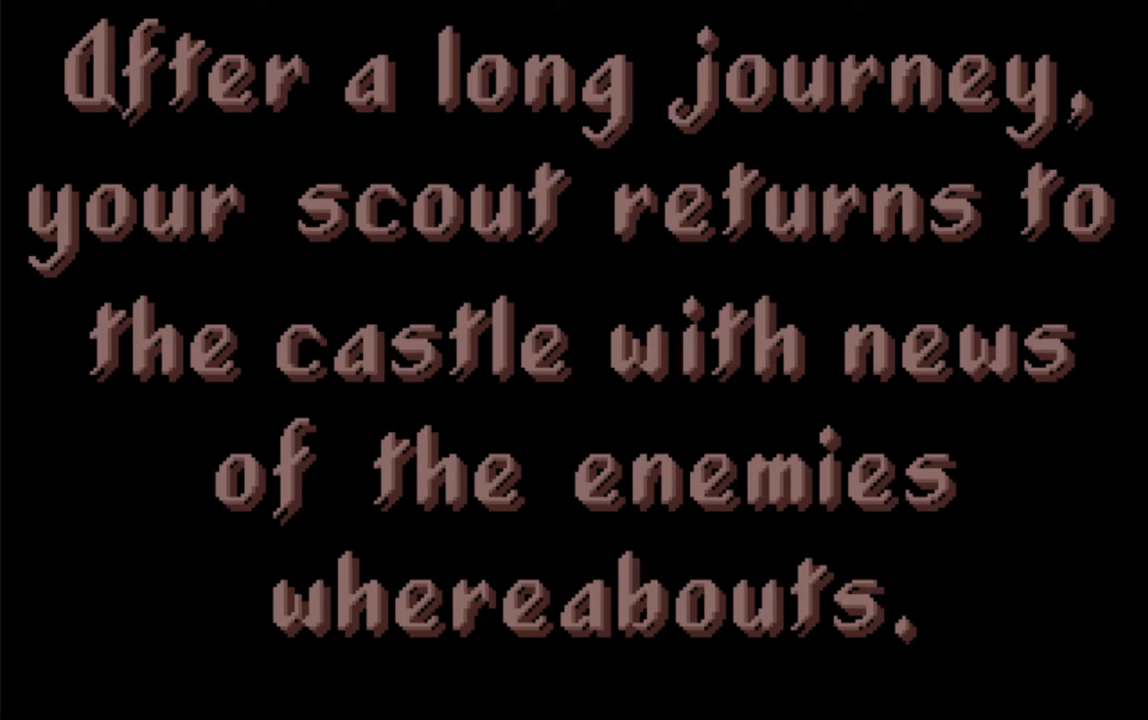 After a long journey,
your scout returns to
the castle with news
of the enemies
whereabouts.